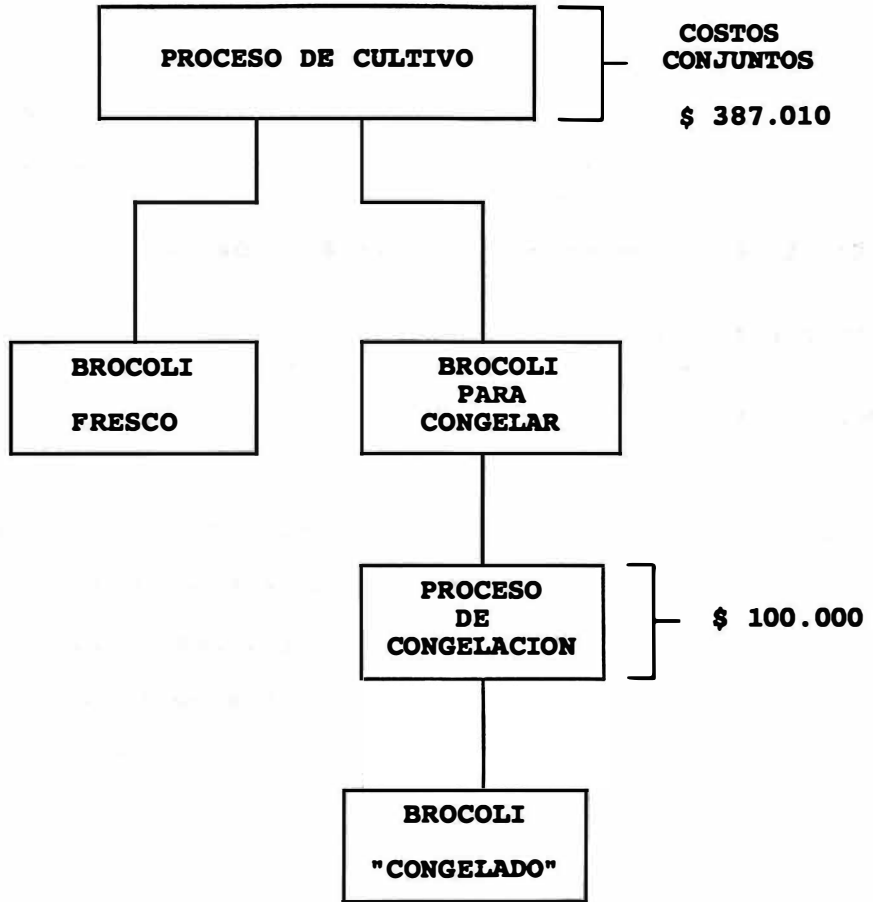 PROCESO DE CULTIVO
COSTOS
CONJUNTOS
$ 387.010
BROCOLI
FRESCO
BROCOLI
PARA
CONGELAR
PROCESO
DE
CONGELACION
$ 100.000
BROCOLI
"CONGELADO"